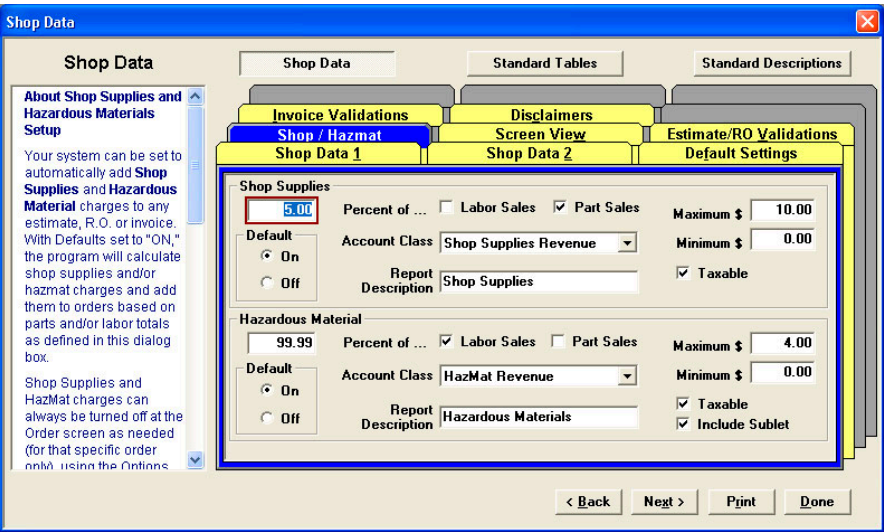 Shop Data
Shop Data
Shop Data
Standard Tables
Standard Descriptions
About Shop Supplies and
Hazardous Materials
Setup
Your system can be set to
automatically add Shop
Supplies and Hazardous
Material charges to any
estimate, R.O. or invoice.
With Defaults set to "ON,"
the program will calculate
shop supplies and/or
hazmat charges and add
them to orders based on
parts and/or labor totals
as defined in this dialog
box.
Shop Supplies and
HazMat charges can
always be turned off at the
Order screen as needed
(for that specific order
only), using the Options
Invoice Validations
Disclaimers
Shop / Hazmat
Screen View
Estimate/RO Validations
Shop Data 1
Shop Data 2
Default Settings
Shop Supplies
5.00
Percent of ...
Labor Sales
Part Sales
Maximum $
10.00
Default
On
Off
Account Class
Shop Supplies Revenue
Minimum $
0.00
Report
Description
Shop Supplies
Taxable
Hazardous Material
99.99
Percent of ...
Labor Sales
Part Sales
Maximum $
4.00
Default
On
Off
Account Class
HazMat Revenue
Minimum $
0.00
Report
Description
Hazardous Materials
Taxable
Include Sublet
< Back
Next >
Print
Done